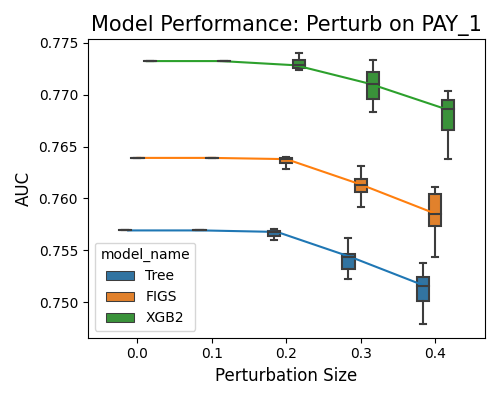 Model Performance: Perturb on PAY_1
0.775
0.770
0.765
0.760
0.755
0.750
AUC
model_name
Tree
FIGS
XGB2
0.0
0.1
0.2
0.3
0.4
Perturbation Size